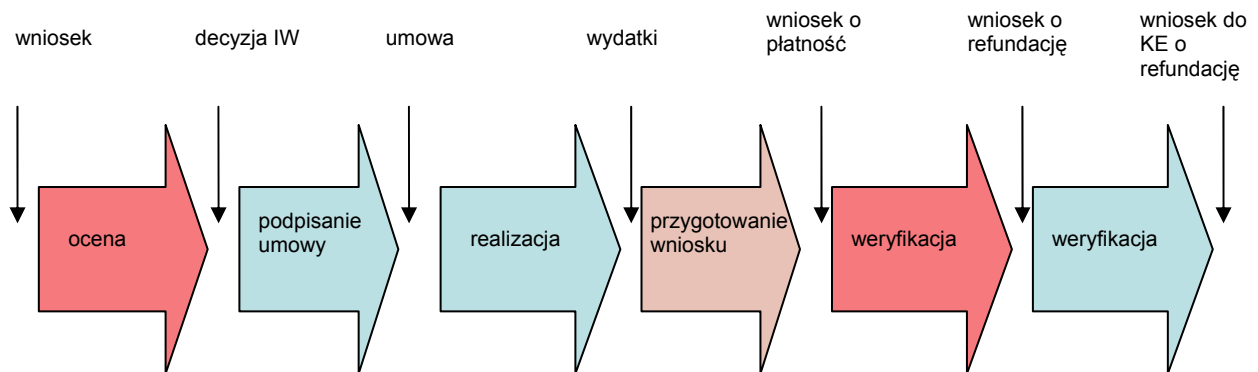 wniosek
decyzja IW
umowa
wydatki
wniosek o
płatność
wniosek o
refundację
wniosek do
KE o
refundację
ocena
podpisanie
umowy
realizacja
przygotowanie
wniosku
weryfikacja
weryfikacja